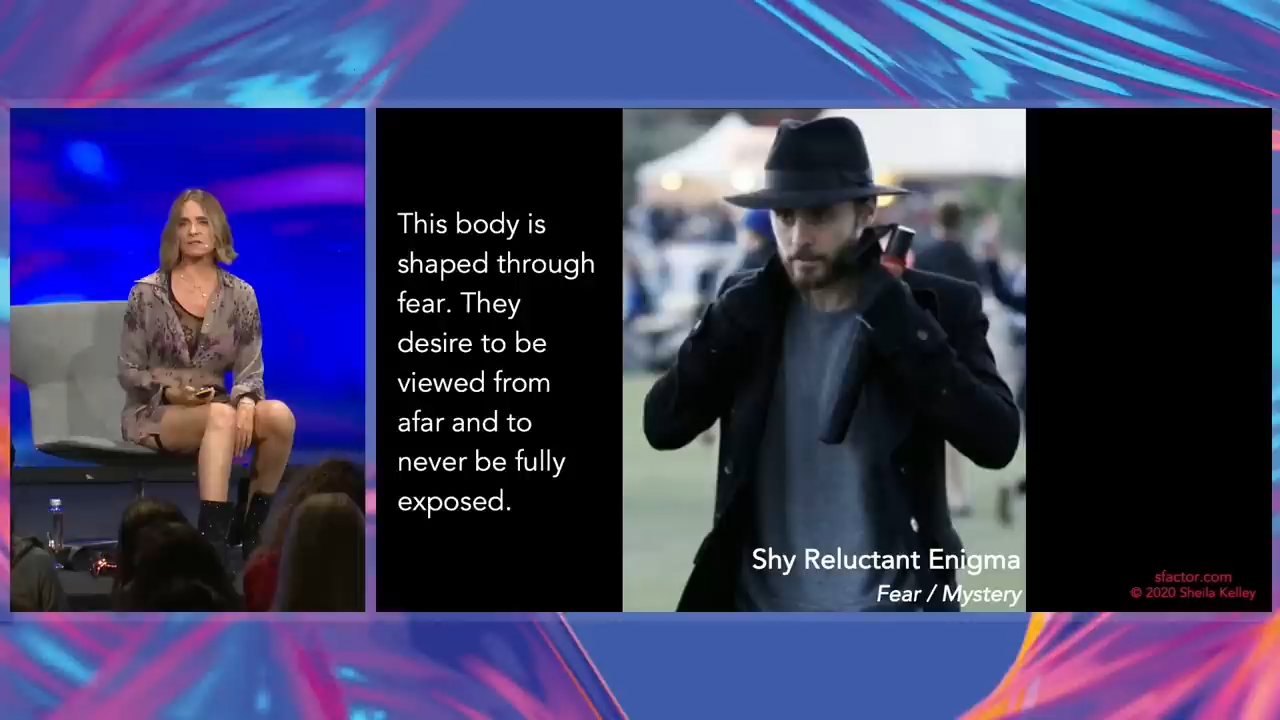 This body is
shaped through
fear. They
desire to be
viewed from
afar and to
never be fully
exposed.
Shy Reluctant Enigma
Fear / Mystery
sfactor.com
© 2020 Sheila Kelley